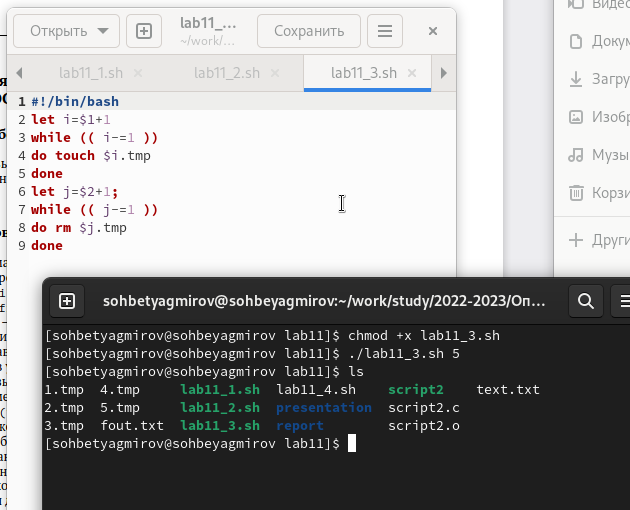 Открыть
lab11_...
~/work/...
Сохранить
lab11_1.sh
lab11_2.sh
lab11_3.sh
1 #!/bin/bash
2 let i=$1+1
3 while (( i-=1 ))
4 do touch $i.tmp
5 done
6 let j=$2+1;
7 while (( j-=1 ))
8 do rm $j.tmp
9 done
Видео
Докум
Загру
Изобр
Музы
Корзи
Други
sohbetyagmirov@sohbeyagmirov:~/work/study/2022-2023/Оп...
[sohbetyagmirov@sohbeyagmirov lab11]$ chmod +x lab11_3.sh
[sohbetyagmirov@sohbeyagmirov lab11]$ ./lab11_3.sh 5
[sohbetyagmirov@sohbeyagmirov lab11]$ ls
1.tmp 4.tmp lab11_1.sh lab11_4.sh script2 text.txt
2.tmp 5.tmp lab11_2.sh presentation script2.c
3.tmp fout.txt lab11_3.sh report script2.o
[sohbetyagmirov@sohbeyagmirov lab11]$